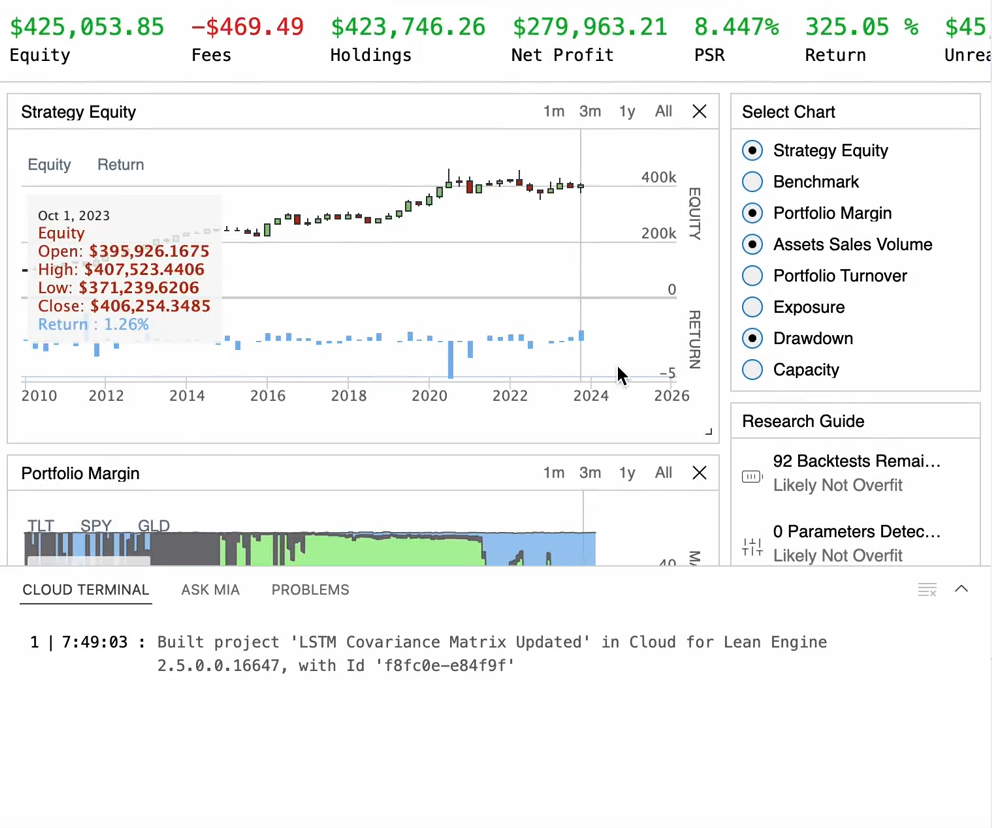 $425,053.85 −$469.49 $423,746.26 $279,963.21 8.447% 325.05 % $45
Equity Fees Holdings Net Profit PSR Return Unrea
Strategy Equity 1m 3m 1y All
Equity Return
400k
200k
0
−5
EQUITY
RETURN
Oct 1, 2023
Equity
Open: $395,926.1675
High: $407,523.4406
Low: $371,239.6206
Close: $406,254.3485
Return : 1.26%
2010 2012 2014 2016 2018 2020 2022 2024 2026
Select Chart
Strategy Equity
Benchmark
Portfolio Margin
Assets Sales Volume
Portfolio Turnover
Exposure
Drawdown
Capacity
Research Guide
92 Backtests Remai…
Likely Not Overfit
0 Parameters Detec…
Likely Not Overfit
Portfolio Margin 1m 3m 1y All
TLT SPY GLD
40
CLOUD TERMINAL ASK MIA PROBLEMS
1 | 7:49:03 : Built project 'LSTM Covariance Matrix Updated' in Cloud for Lean Engine
2.5.0.0.16647, with Id 'f8fc0e-e84f9f'